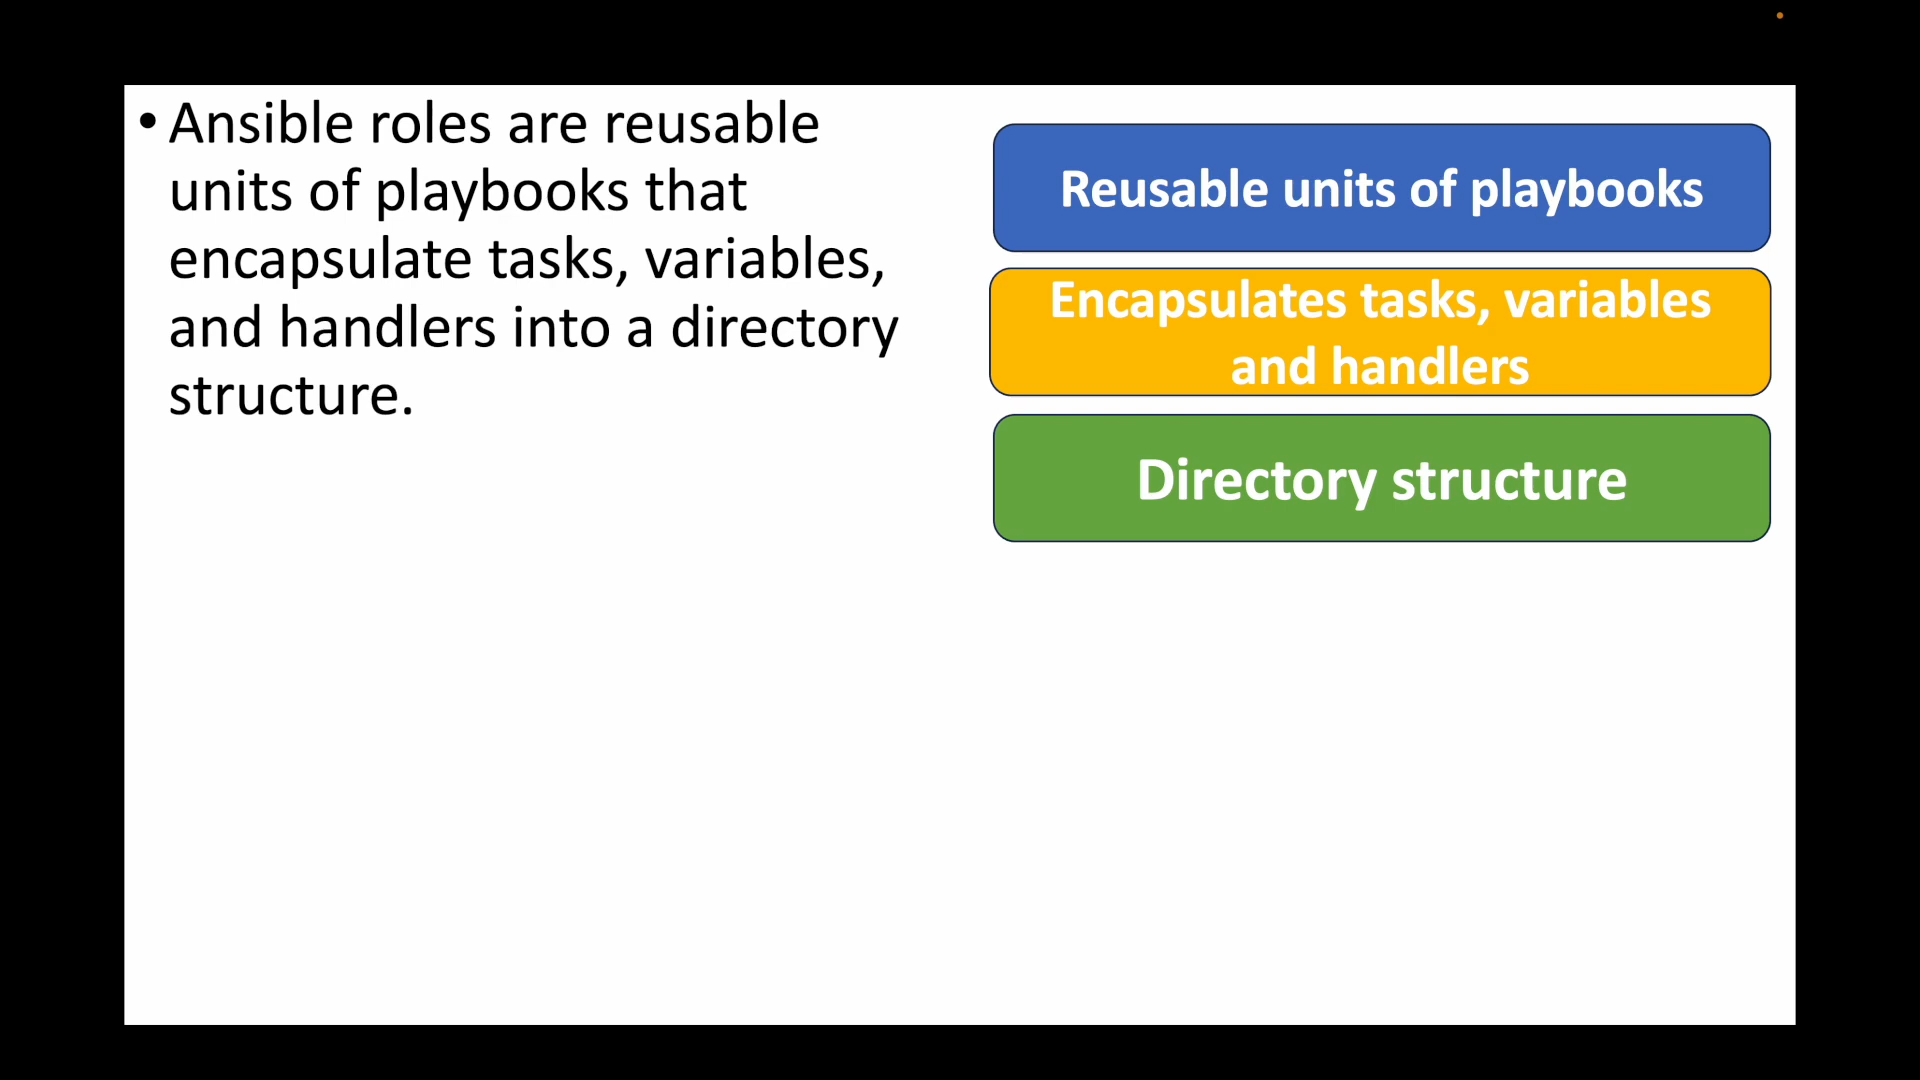 • Ansible roles are reusable
units of playbooks that
encapsulate tasks, variables,
and handlers into a directory
structure.
Reusable units of playbooks
Encapsulates tasks, variables
and handlers
Directory structure